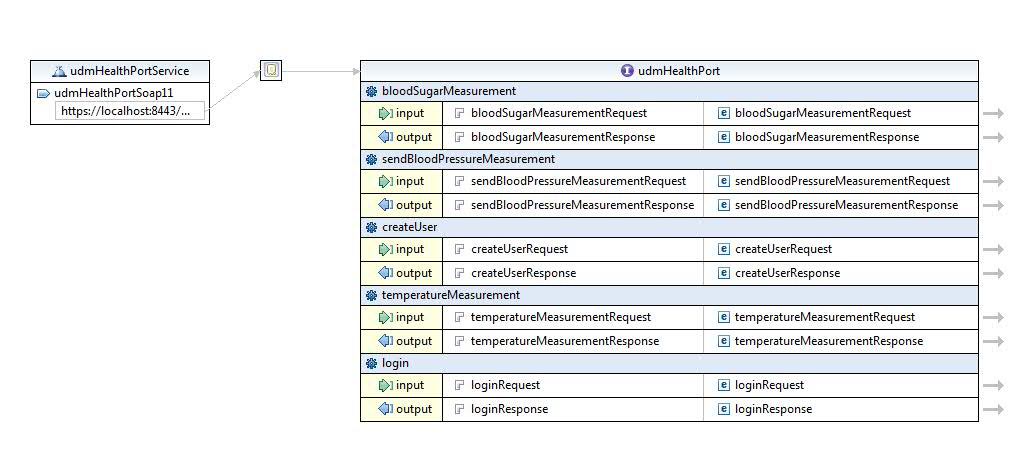 udmHealthPortService
udmHealthPortSoap11
https://localhost:8443/...
udmHealthPort
bloodSugarMeasurement
input bloodSugarMeasurementRequest bloodSugarMeasurementRequest
output bloodSugarMeasurementResponse bloodSugarMeasurementResponse
sendBloodPressureMeasurement
input sendBloodPressureMeasurementRequest sendBloodPressureMeasurementRequest
output sendBloodPressureMeasurementResponse sendBloodPressureMeasurementResponse
createUser
input createUserRequest createUserRequest
output createUserResponse createUserResponse
temperatureMeasurement
input temperatureMeasurementRequest temperatureMeasurementRequest
output temperatureMeasurementResponse temperatureMeasurementResponse
login
input loginRequest loginRequest
output loginResponse loginResponse